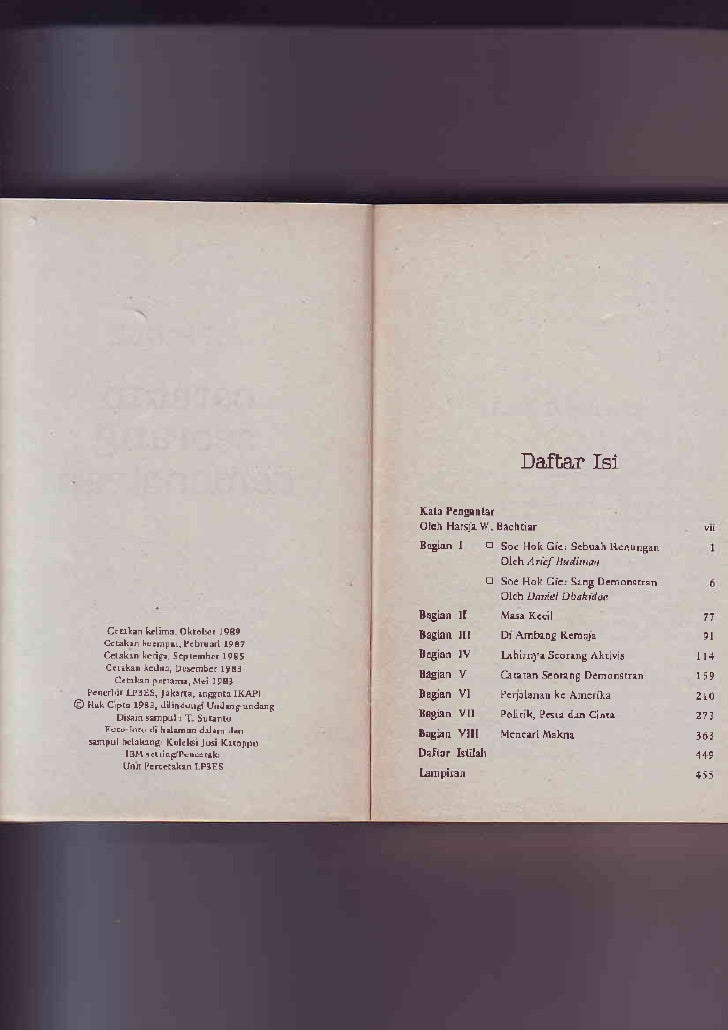 Cetakan kelima, Oktober 1989
Cetakan keempat, Pebruari 1987
Cetakan ketiga, September 1985
Cetakan kedua, Desember 1983
Cetakan pertama, Mei 1983
Penerbit LP3ES, Jakarta, anggota IKAPI
© Hak Cipta 1983, dilindungi Undang-undang
Disain sampul : T. Sutanto
Foto-foto di halaman dalam dan
sampul belakang: Koleksi Jusi Katoppo
IBM setting/Pencetak:
Unit Percetakan LP3ES
Daftar Isi
Kata Pengantar
Oleh Harsja W. Bachtiar vii
Bagian I □ Soe Hok Gie: Sebuah Renungan 1
Oleh Arief Budiman
□ Soe Hok Gie: Sang Demonstran 6
Oleh Daniel Dhakidae
Bagian II Masa Kecil 77
Bagian III Di Ambang Remaja 91
Bagian IV Lahirnya Seorang Aktivis 114
Bagian V Catatan Seorang Demonstran 159
Bagian VI Perjalanan ke Amerika 210
Bagian VII Politik, Pesta dan Cinta 273
Bagian VIII Mencari Makna 363
Daftar Istilah 449
Lampiran 455